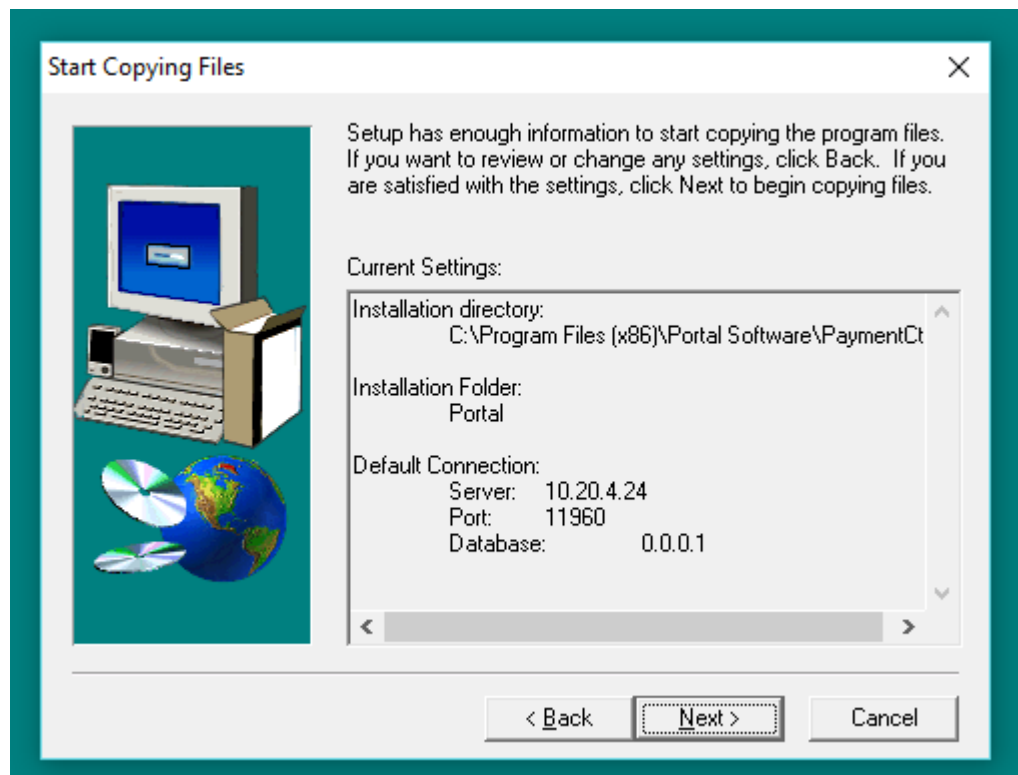 Start Copying Files
Setup has enough information to start copying the program files.
If you want to review or change any settings, click Back. If you
are satisfied with the settings, click Next to begin copying files.
Current Settings:
Installation directory:
C:\Program Files (x86)\Portal Software\PaymentCt
Installation Folder:
Portal
Default Connection:
Server: 10.20.4.24
Port: 11960
Database: 0.0.0.1
< Back Next > Cancel